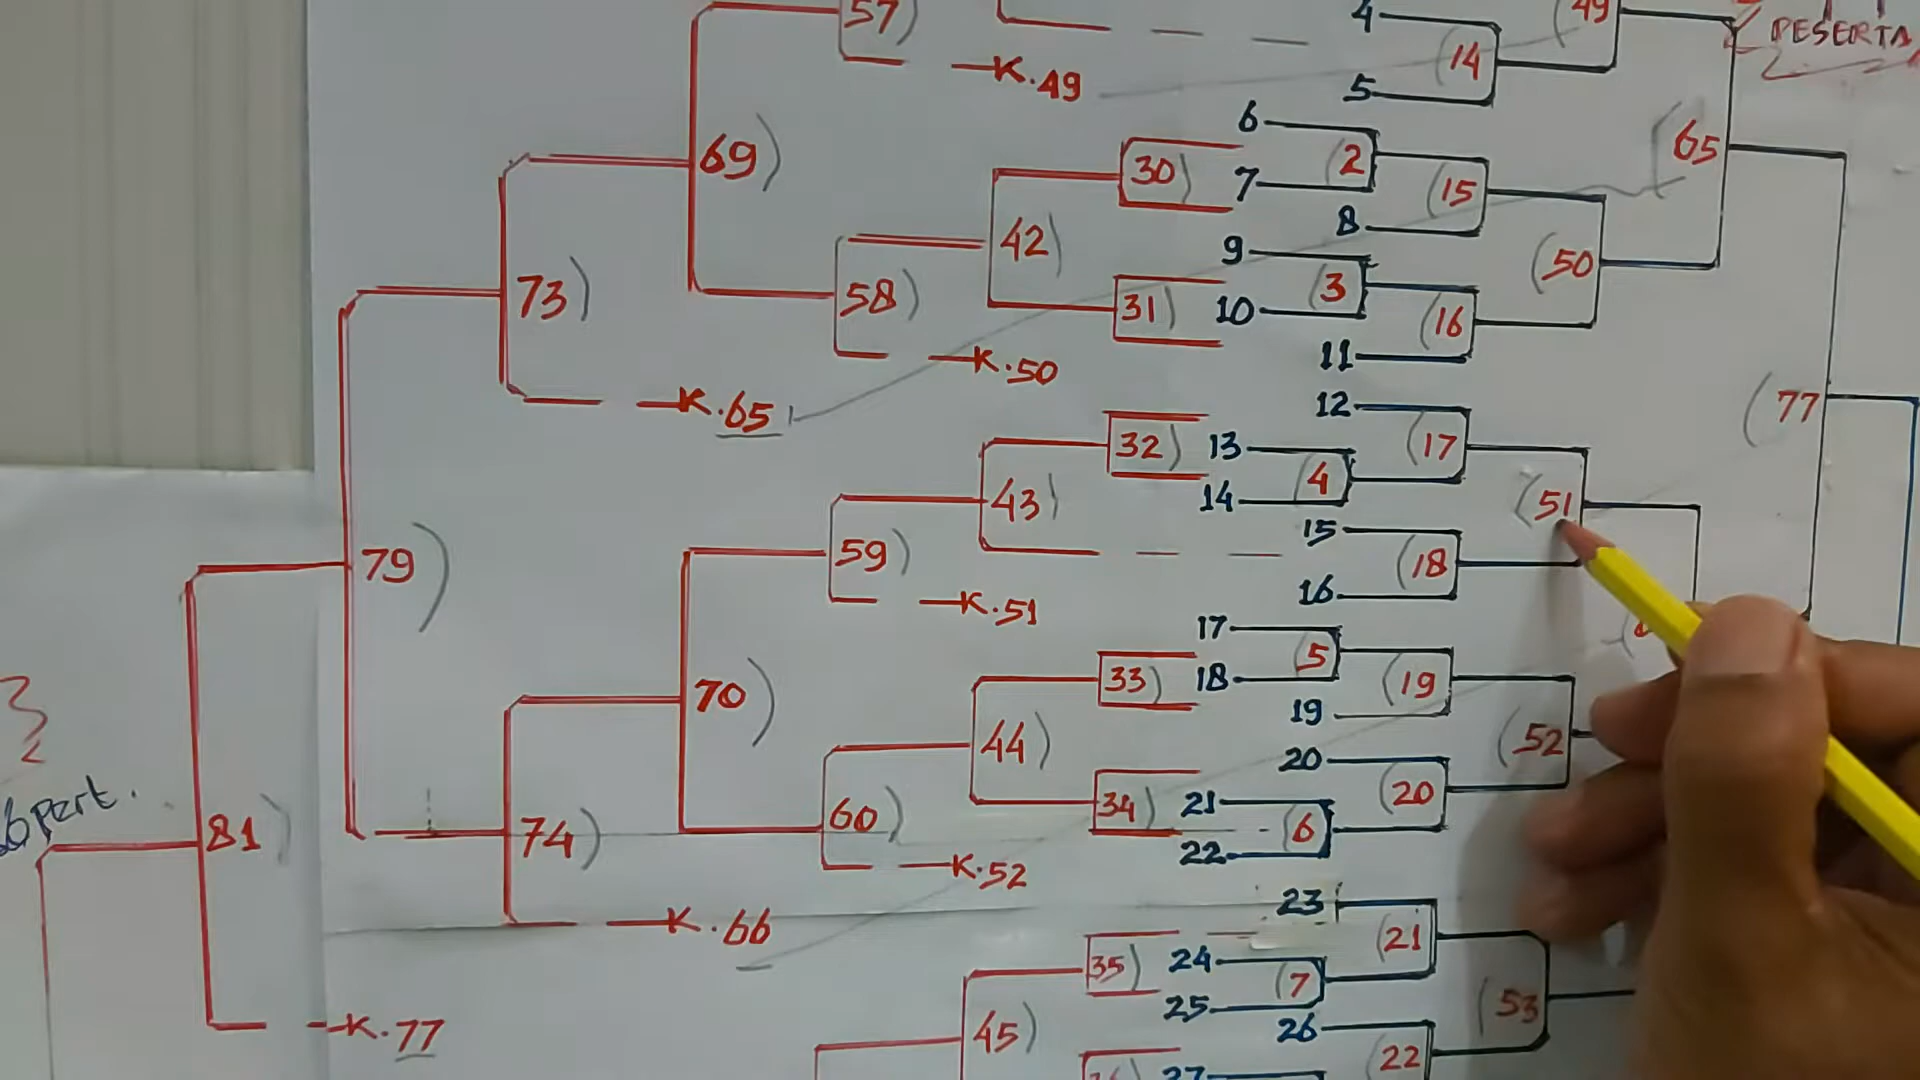 57) 4 (49
K.49 (14 PESERTA
5
6
69) 30) 7 (2 (15 (65
8
42) 9
58) 31) 10 (3 (16 (50
73) K.50 11
K.65 12 (77
32) 13 (17
43) 14 (4 (51
59) 15
79) K.51 16 (18
17
33) 18 (5 (19
70) 19
44) 20 (52
34) 21 (20
60) 22 (6
81) 74) K.52
K.66 23
35) 24 (21
25 (7 (53
K.77 45) 26
27 (22